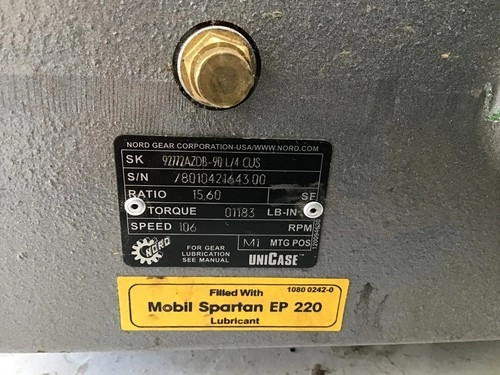 NORD GEAR CORPORATION-USA/WWW.NORD.COM
SK 92772AZDB-90 L/4 CUS
S/N /8010421643 00
RATIO 15.60 SF
TORQUE 01183 LB-IN
SPEED 106 RPM
NORD
FOR GEAR
LUBRICATION
SEE MANUAL
M1 MTG POS
UNICASE
Filled With 1080 0242-0
Mobil Spartan EP 220
Lubricant